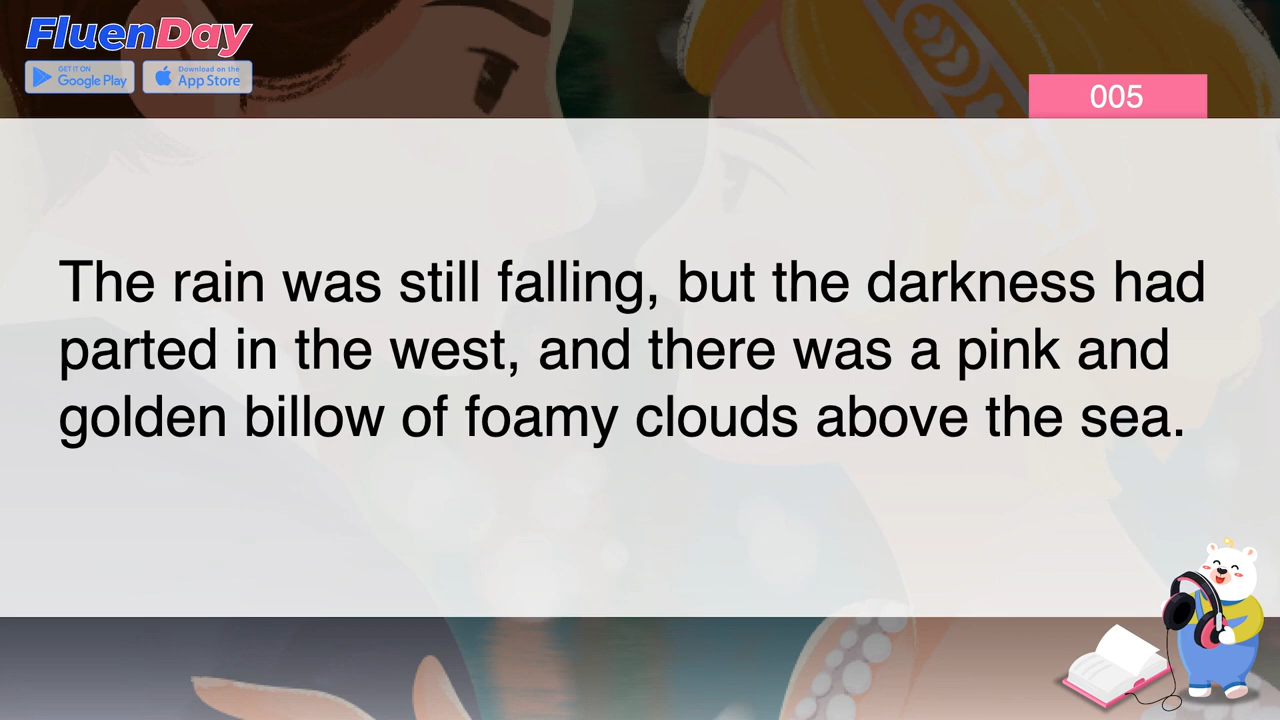 FluenDay
GET IT ON
Google Play
Download on the
App Store
005
The rain was still falling, but the darkness had
parted in the west, and there was a pink and
golden billow of foamy clouds above the sea.